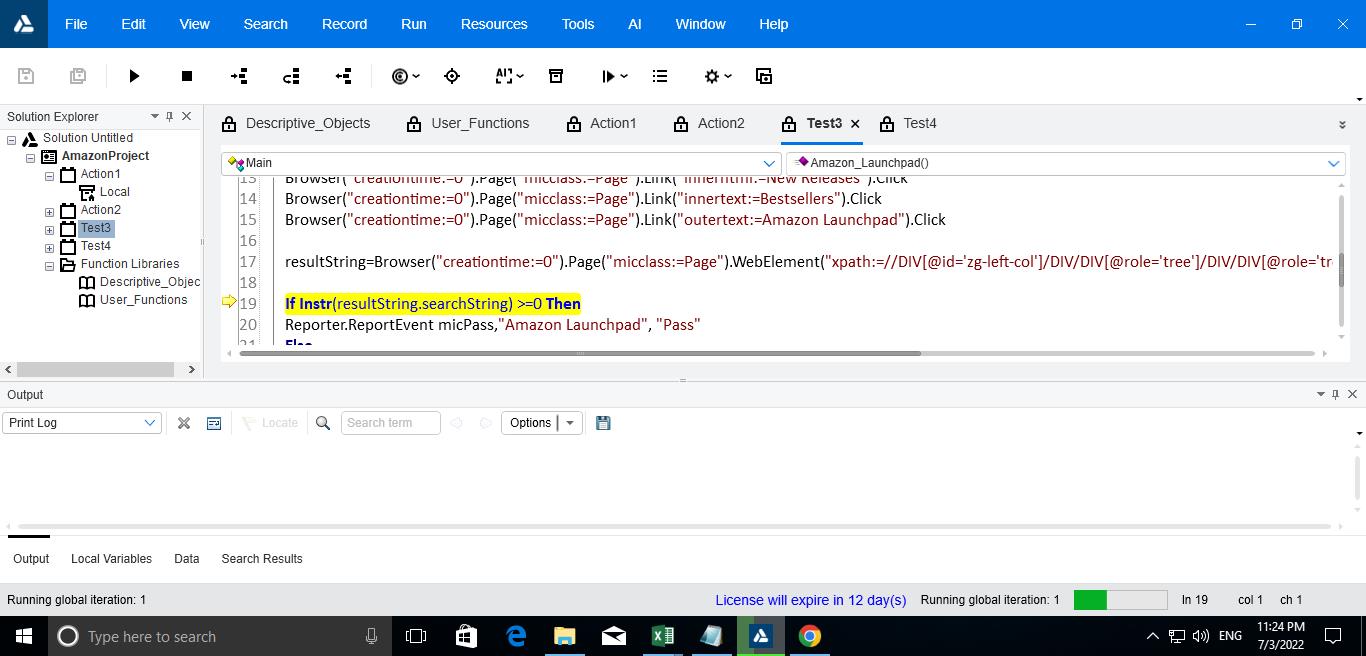 File Edit View Search Record Run Resources Tools AI Window Help
Solution Explorer
Solution Untitled
AmazonProject
Action1
Local
Action2
Test3
Test4
Function Libraries
Descriptive_Objec
User_Functions
Descriptive_Objects User_Functions Action1 Action2 Test3 Test4
Main Amazon_Launchpad()
13 Browser("creationtime:=0").Page("micclass:=Page").Link("innerhtml:=New Releases").Click
14 Browser("creationtime:=0").Page("micclass:=Page").Link("innertext:=Bestsellers").Click
15 Browser("creationtime:=0").Page("micclass:=Page").Link("outertext:=Amazon Launchpad").Click
16
17 resultString=Browser("creationtime:=0").Page("micclass:=Page").WebElement("xpath:=//DIV[@id='zg-left-col']/DIV/DIV[@role='tree']/DIV/DIV[@role='tre
18
19 If Instr(resultString.searchString) >=0 Then
20 Reporter.ReportEvent micPass,"Amazon Launchpad", "Pass"
21 Else
Output
Print Log Locate Search term Options
Output Local Variables Data Search Results
Running global iteration: 1 License will expire in 12 day(s) Running global iteration: 1 ln 19 col 1 ch 1
Type here to search ENG 11:24 PM
7/3/2022